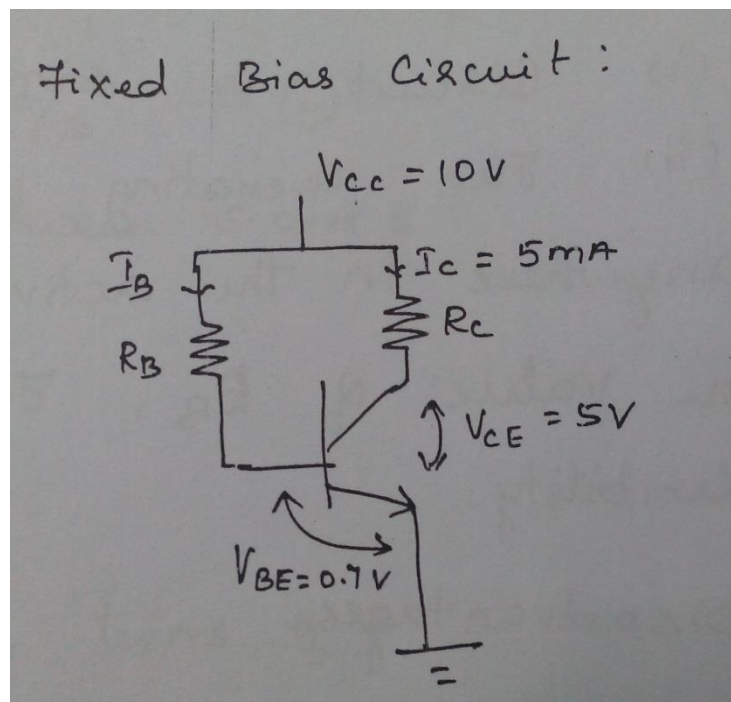 Fixed Bias Circuit :
VCC = 10V
IB
IC = 5mA
RB
RC
VCE = 5V
VBE = 0.7V